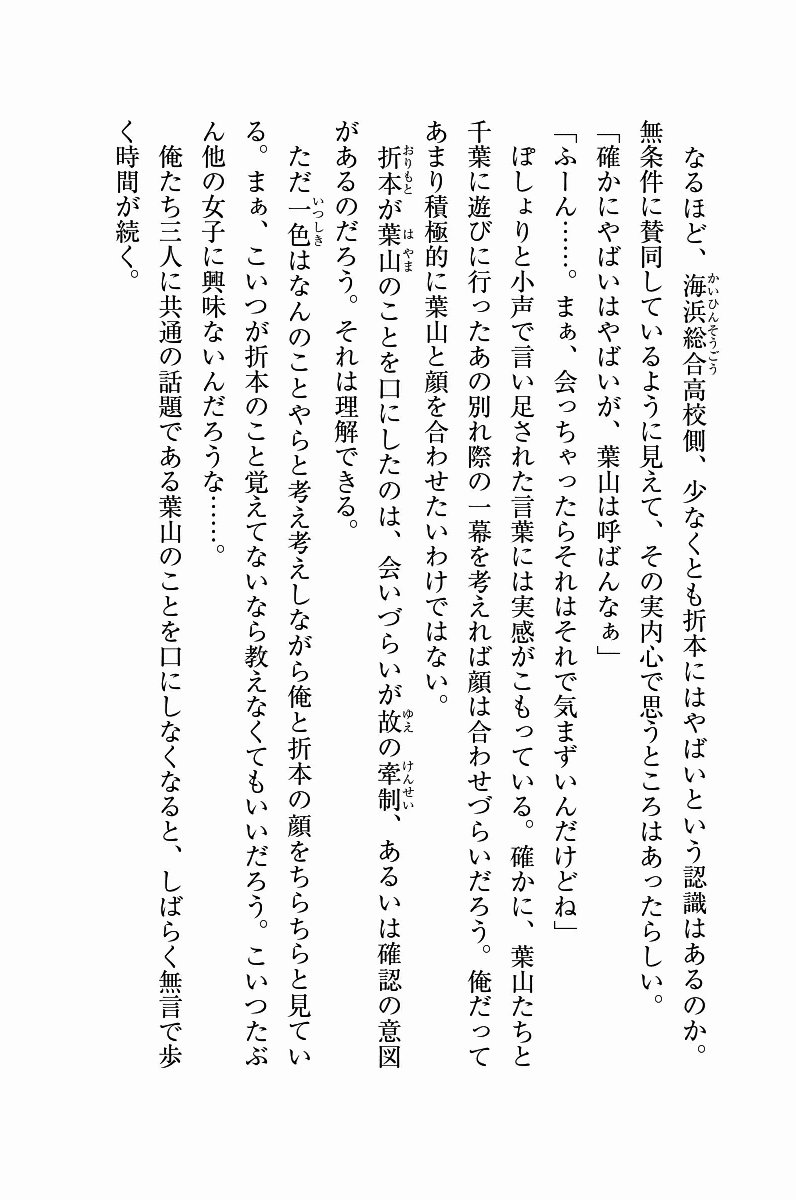 なるほど、海浜総合高校側、少なくとも折本にはやばいという認識はあるのか。
無条件に賛同しているように見えて、その実内心で思うところはあったらしい。
「確かにやばいはやばいが、葉山は呼ばんなぁ」
「ふーん……。まぁ、会っちゃったらそれはそれで気まずいんだけどね」
ぽしょりと小声で言い足された言葉には実感がこもっている。確かに、葉山たちと
千葉に遊びに行ったあの別れ際の一幕を考えれば顔は合わせづらいだろう。俺だって
あまり積極的に葉山と顔を合わせたいわけではない。
折本が葉山のことを口にしたのは、会いづらいが故の牽制、あるいは確認の意図
があるのだろう。それは理解できる。
ただ一色はなんのことやらと考え考えしながら俺と折本の顔をちらちらと見てい
る。まぁ、こいつが折本のこと覚えてないなら教えなくてもいいだろう。こいつたぶ
ん他の女子に興味ないんだろうな……。
俺たち三人に共通の話題である葉山のことを口にしなくなると、しばらく無言で歩
く時間が続く。